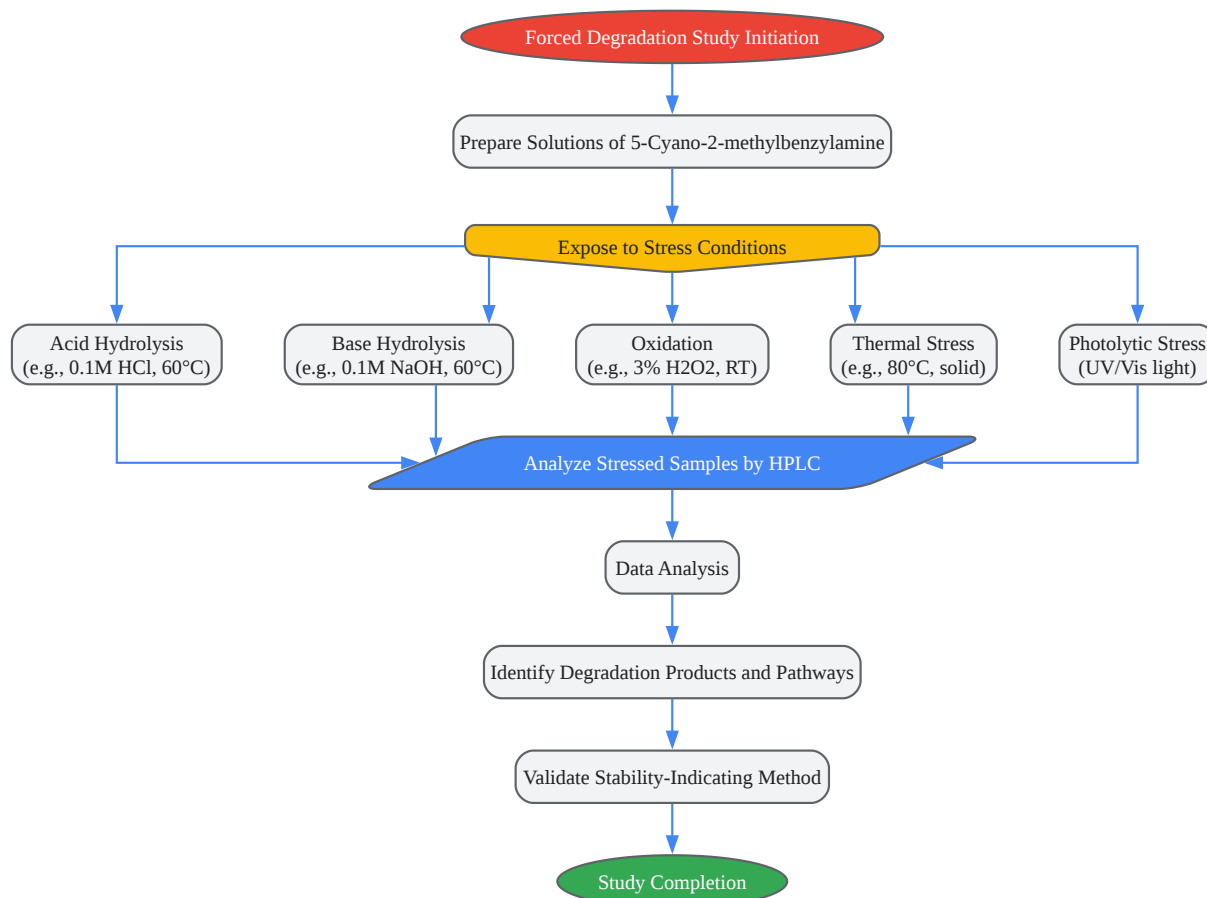 Forced Degradation Study Initiation
Prepare Solutions of 5-Cyano-2-methylbenzylamine
Expose to Stress Conditions
Acid Hydrolysis
(e.g., 0.1M HCl, 60°C)
Base Hydrolysis
(e.g., 0.1M NaOH, 60°C)
Oxidation
(e.g., 3% H2O2, RT)
Thermal Stress
(e.g., 80°C, solid)
Photolytic Stress
(UV/Vis light)
Analyze Stressed Samples by HPLC
Data Analysis
Identify Degradation Products and Pathways
Validate Stability-Indicating Method
Study Completion